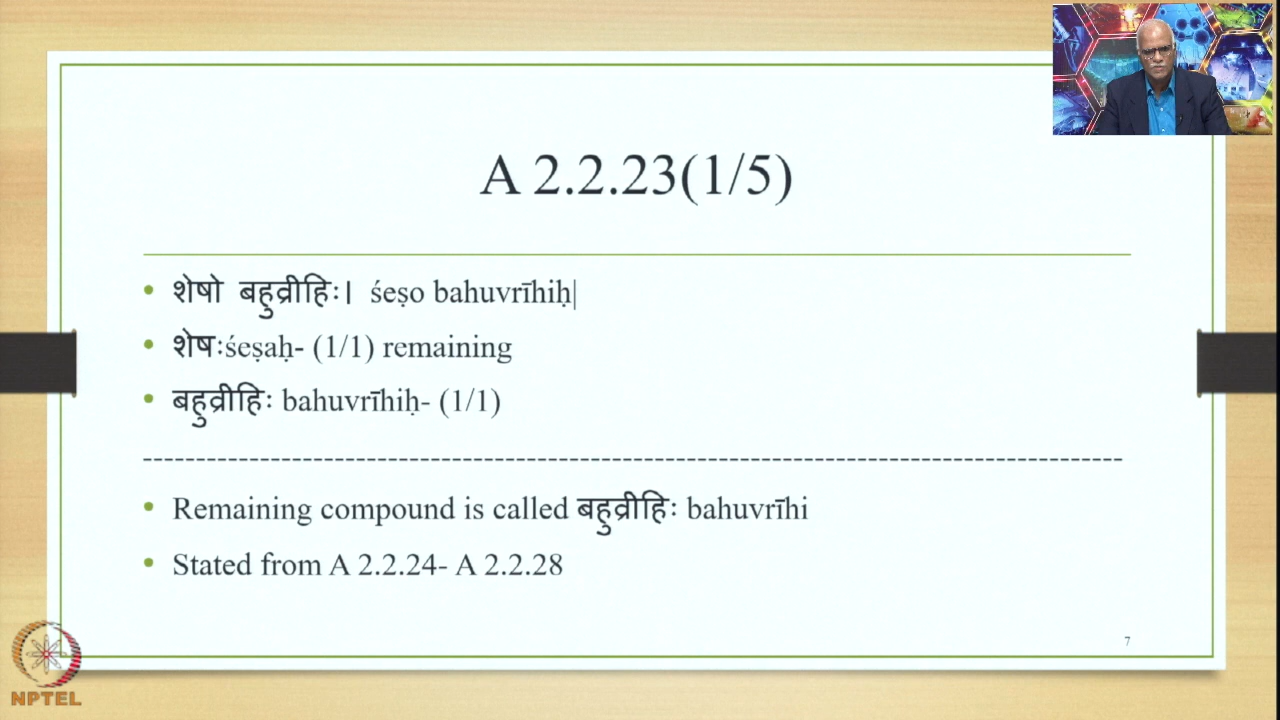 A 2.2.23(1/5)
• शेषो बहुव्रीहिः। śeṣo bahuvrīhiḥ|
• शेषःśeṣaḥ- (1/1) remaining
• बहुव्रीहिः bahuvrīhiḥ- (1/1)
-----------------------------------------------------------------------------------------
• Remaining compound is called बहुव्रीहिः bahuvrīhi
• Stated from A 2.2.24- A 2.2.28
7
NPTEL